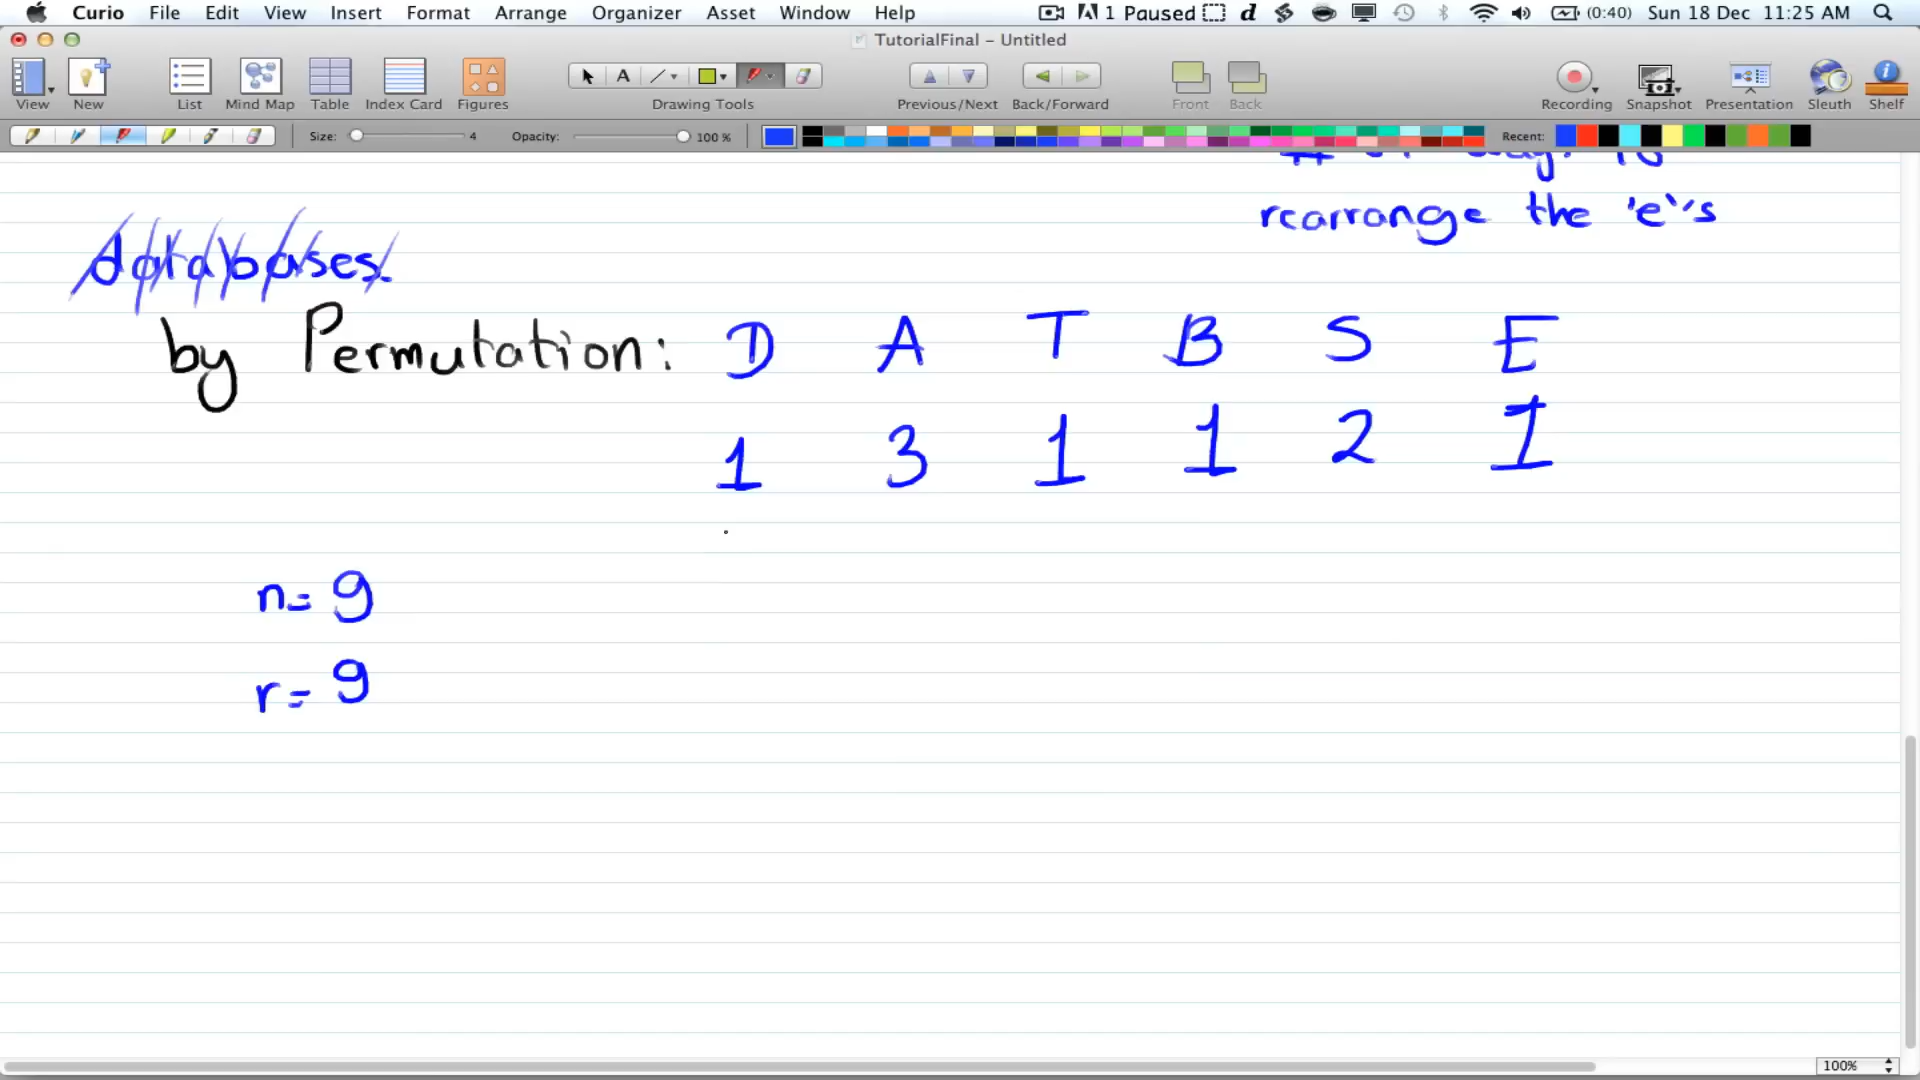 Curio File Edit View Insert Format Arrange Organizer Asset Window Help 1 Paused (0:40) Sun 18 Dec 11:25 AM
TutorialFinal – Untitled
View New List Mind Map Table Index Card Figures Drawing Tools Previous/Next Back/Forward Front Back Recording Snapshot Presentation Sleuth Shelf
Size: 4 Opacity: 100 % Recent:
rearrange the 'e''s
databases.
by Permutation: D A T B S E
1 3 1 1 2 1
n= 9
r= 9
100%